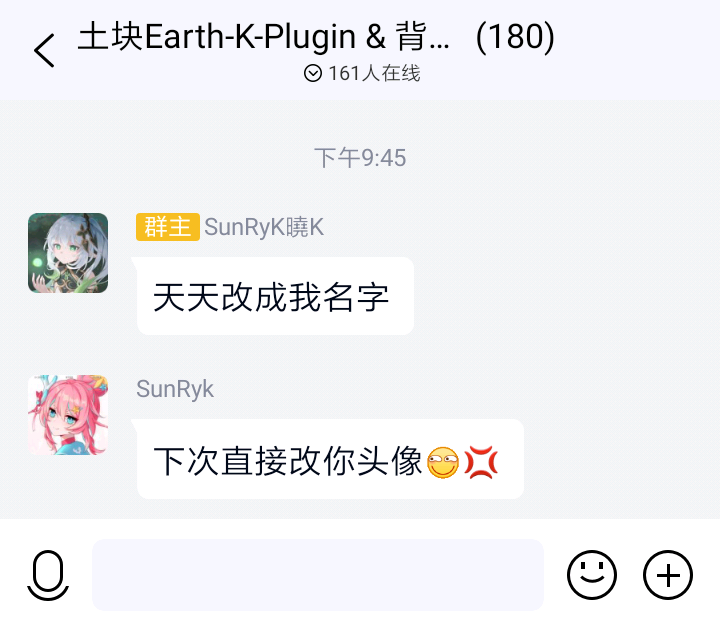 土块Earth-K-Plugin & 背... (180)
161人在线
下午9:45
群主 SunRyK曉K
天天改成我名字
SunRyk
下次直接改你头像